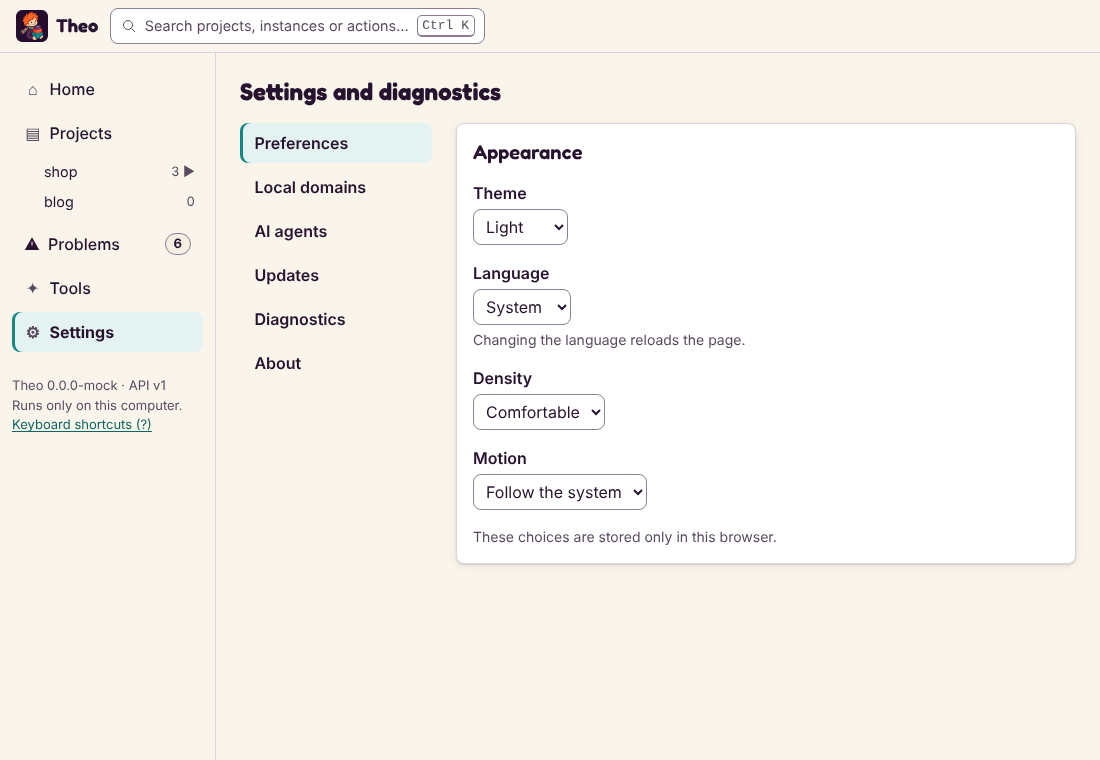 Theo
Search projects, instances or actions... Ctrl K
Home
Projects
shop 3
blog 0
Problems 6
Tools
Settings
Theo 0.0.0-mock · API v1
Runs only on this computer.
Keyboard shortcuts (?)
Settings and diagnostics
Preferences
Local domains
AI agents
Updates
Diagnostics
About
Appearance
Theme
Light
Language
System
Changing the language reloads the page.
Density
Comfortable
Motion
Follow the system
These choices are stored only in this browser.